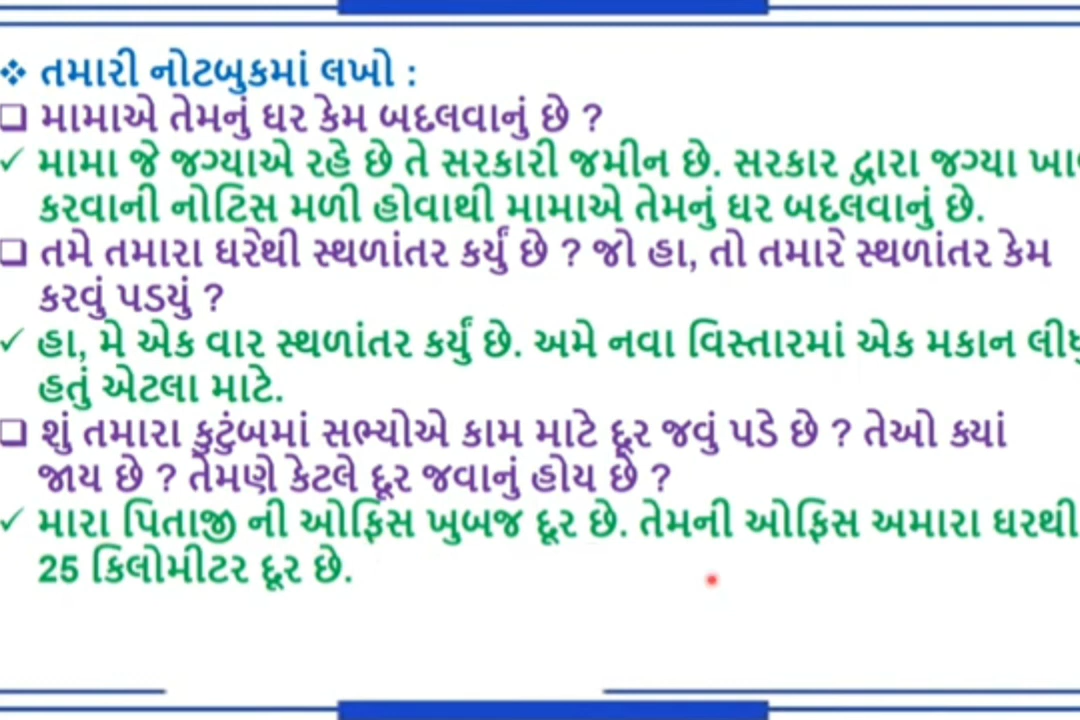 ❖ તમારી નોટબુકમાં લખો :
❑ મામાએ તેમનું ઘર કેમ બદલવાનું છે ?
✓ મામા જે જગ્યાએ રહે છે તે સરકારી જમીન છે. સરકાર દ્વારા જગ્યા
કરવાની નોટિસ મળી હોવાથી મામાએ તેમનું ઘર બદલવાનું છે.
❑ તમે તમારા ઘરેથી સ્થળાંતર કર્યું છે ? જો હા, તો તમારે સ્થળાંતર કેમ
કરવું પડયું ?
✓ હા, મે એક વાર સ્થળાંતર કર્યું છે. અમે નવા વિસ્તારમાં એક મકાન
હતું એટલા માટે.
❑ શું તમારા કુટુંબમાં સભ્યોએ કામ માટે દૂર જવું પડે છે ? તેઓ ક્યાં
જાય છે ? તેમણે કેટલે દૂર જવાનું હોય છે ?
✓ મારા પિતાજી ની ઓફિસ ખુબજ દૂર છે. તેમની ઓફિસ અમારા ઘરથી
25 કિલોમીટર દૂર છે.